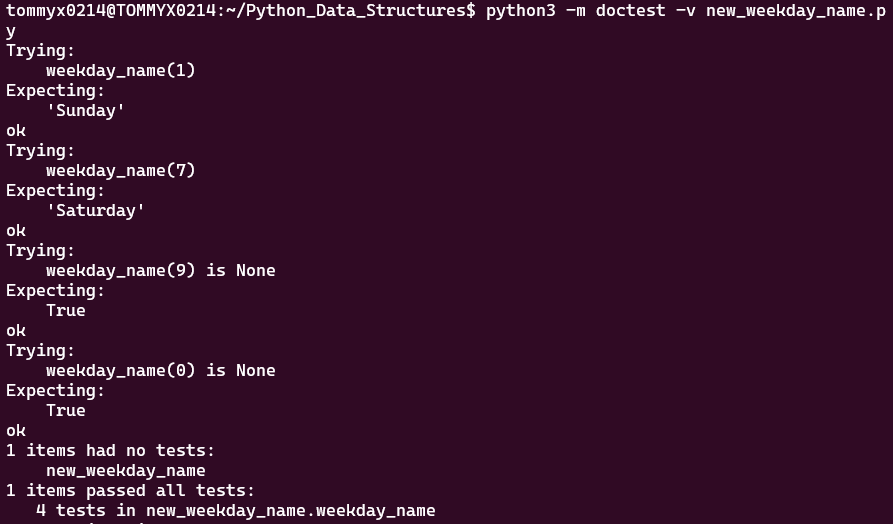 tommyx0214@TOMMYX0214:~/Python_Data_Structures$ python3 -m doctest -v new_weekday_name.p
y
Trying:
    weekday_name(1)
Expecting:
    'Sunday'
ok
Trying:
    weekday_name(7)
Expecting:
    'Saturday'
ok
Trying:
    weekday_name(9) is None
Expecting:
    True
ok
Trying:
    weekday_name(0) is None
Expecting:
    True
ok
1 items had no tests:
    new_weekday_name
1 items passed all tests:
   4 tests in new_weekday_name.weekday_name